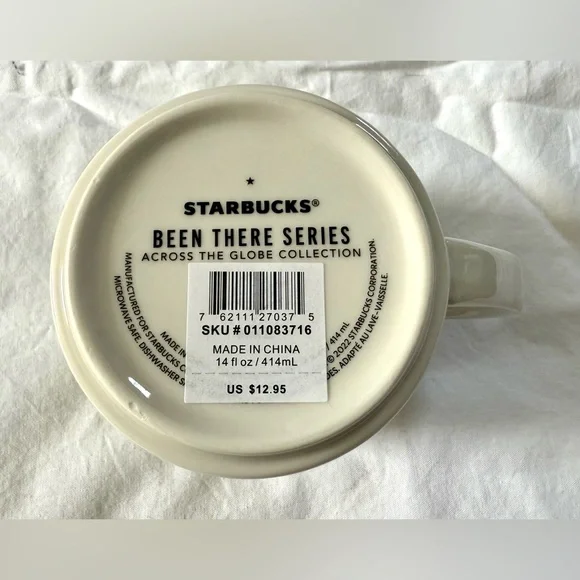 STARBUCKS®
BEEN THERE SERIES
ACROSS THE GLOBE COLLECTION
MANUFACTURED FOR STARBUCKS
MICROWAVE SAFE. DISHWASHER
MADE IN
414 mL
© 2022 STARBUCKS CORPORATION.
ADAPTÉ AU LAVE-VAISSELLE.
7 62111 27037 5
SKU # 011083716
MADE IN CHINA
14 fl oz / 414mL
US $12.95